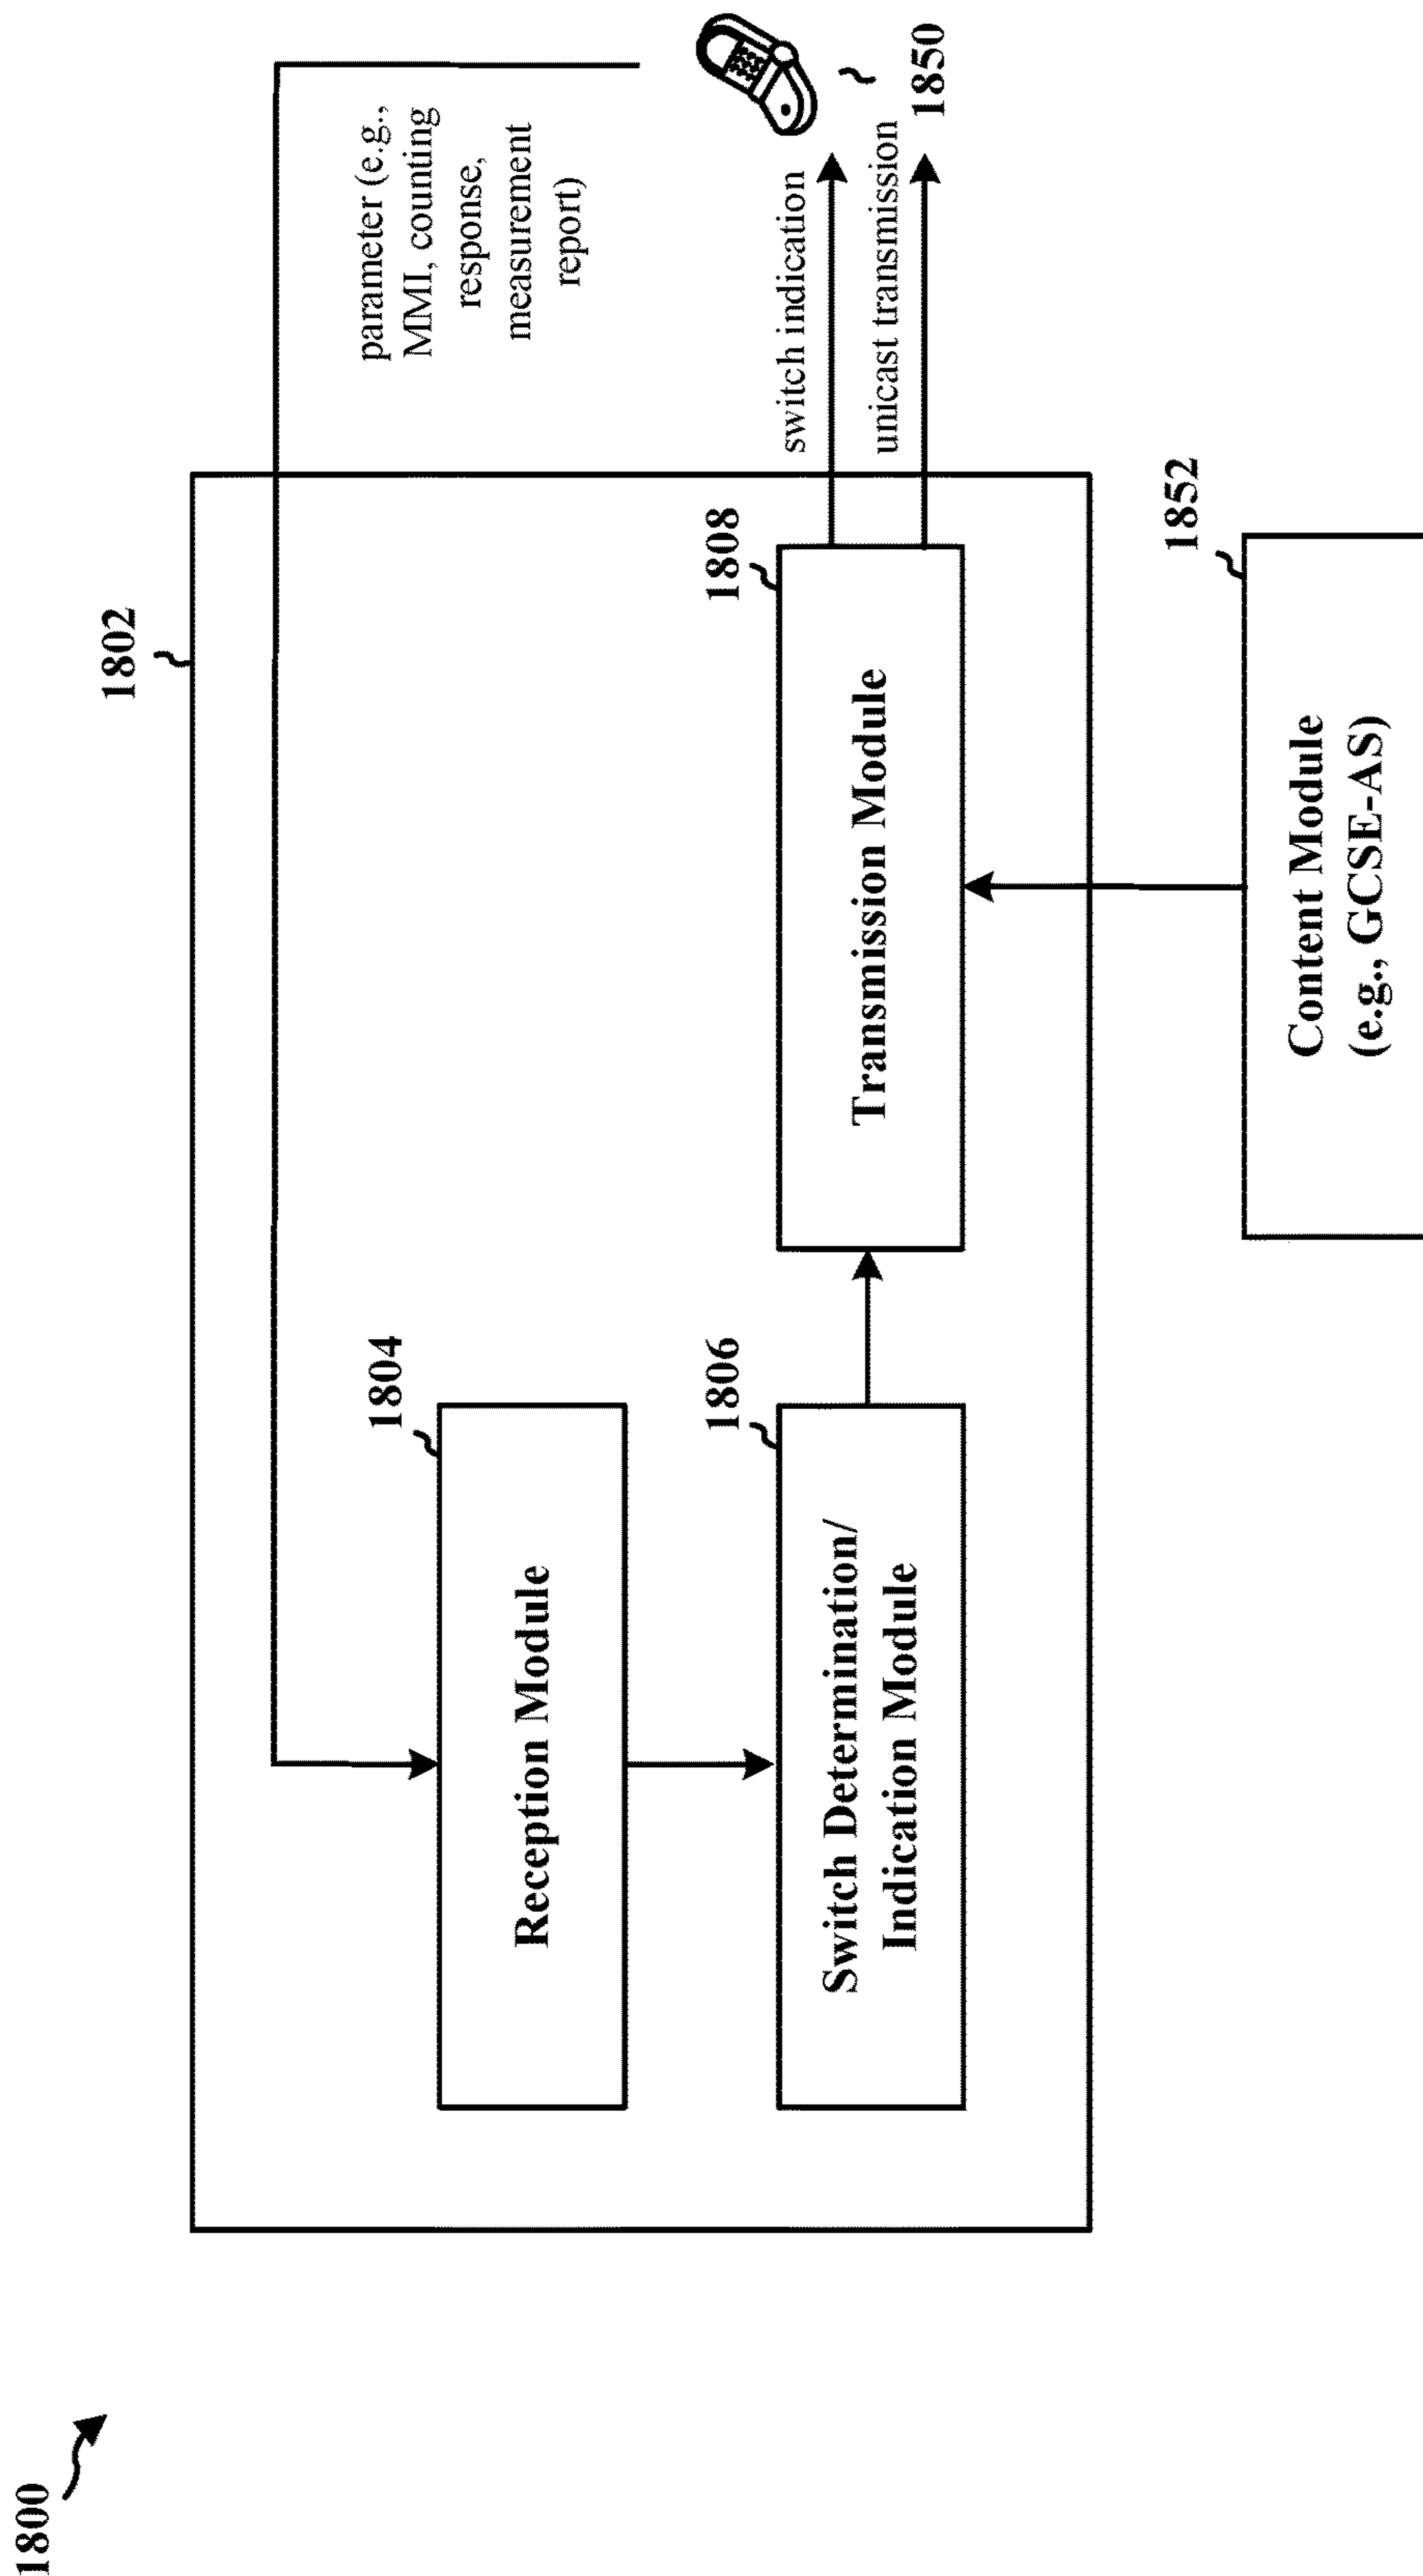 1800
1802
parameter (e.g.,
MMI, counting
response,
measurement
report)
1804
Reception Module
1806
Switch Determination/
Indication Module
1808
Transmission Module
switch indication
unicast transmission
1850
1852
Content Module
(e.g., GCSE-AS)